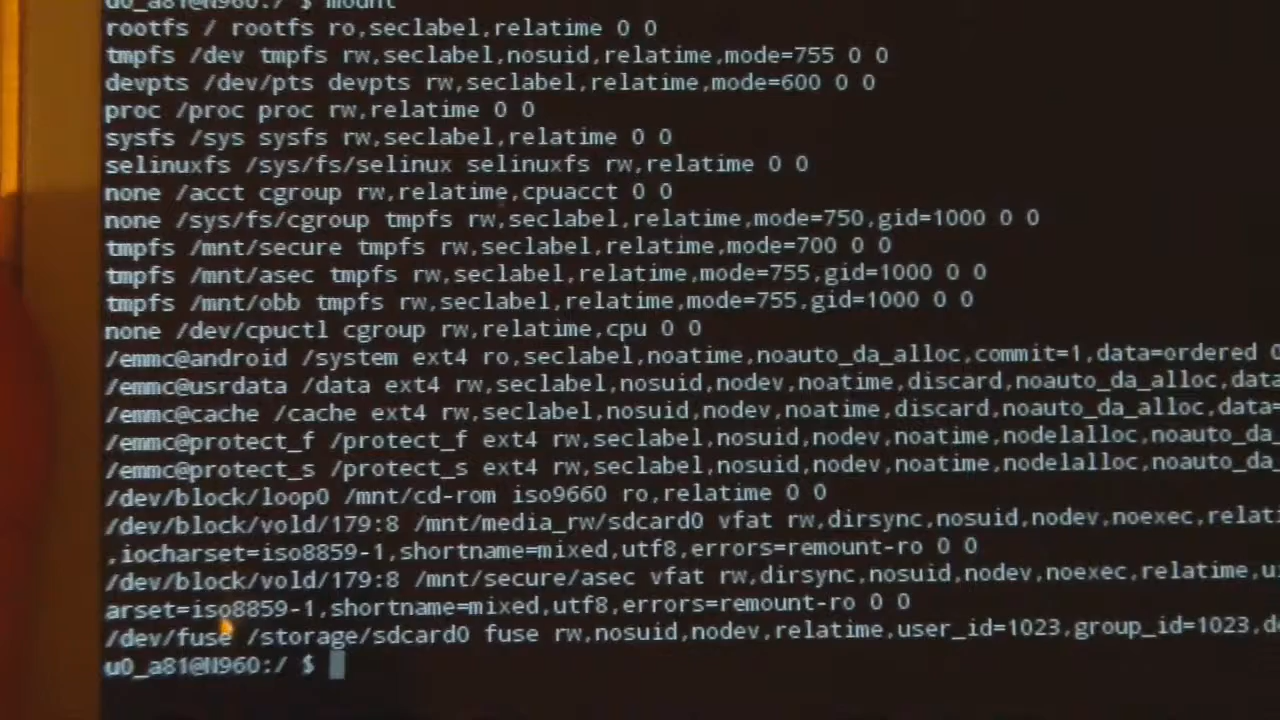 u0_a81@N960:/ $ mount
rootfs / rootfs ro,seclabel,relatime 0 0
tmpfs /dev tmpfs rw,seclabel,nosuid,relatime,mode=755 0 0
devpts /dev/pts devpts rw,seclabel,relatime,mode=600 0 0
proc /proc proc rw,relatime 0 0
sysfs /sys sysfs rw,seclabel,relatime 0 0
selinuxfs /sys/fs/selinux selinuxfs rw,relatime 0 0
none /acct cgroup rw,relatime,cpuacct 0 0
none /sys/fs/cgroup tmpfs rw,seclabel,relatime,mode=750,gid=1000 0 0
tmpfs /mnt/secure tmpfs rw,seclabel,relatime,mode=700 0 0
tmpfs /mnt/asec tmpfs rw,seclabel,relatime,mode=755,gid=1000 0 0
tmpfs /mnt/obb tmpfs rw,seclabel,relatime,mode=755,gid=1000 0 0
none /dev/cpuctl cgroup rw,relatime,cpu 0 0
/emmc@android /system ext4 ro,seclabel,noatime,noauto_da_alloc,commit=1,data=ordered 0
/emmc@usrdata /data ext4 rw,seclabel,nosuid,nodev,noatime,discard,noauto_da_alloc,data
/emmc@cache /cache ext4 rw,seclabel,nosuid,nodev,noatime,discard,noauto_da_alloc,data=
/emmc@protect_f /protect_f ext4 rw,seclabel,nosuid,nodev,noatime,nodelalloc,noauto_da_
/emmc@protect_s /protect_s ext4 rw,seclabel,nosuid,nodev,noatime,nodelalloc,noauto_da_
/dev/block/loop0 /mnt/cd-rom iso9660 ro,relatime 0 0
/dev/block/vold/179:8 /mnt/media_rw/sdcard0 vfat rw,dirsync,nosuid,nodev,noexec,relati
,iocharset=iso8859-1,shortname=mixed,utf8,errors=remount-ro 0 0
/dev/block/vold/179:8 /mnt/secure/asec vfat rw,dirsync,nosuid,nodev,noexec,relatime,u
arset=iso8859-1,shortname=mixed,utf8,errors=remount-ro 0 0
/dev/fuse /storage/sdcard0 fuse rw,nosuid,nodev,relatime,user_id=1023,group_id=1023,de
u0_a81@N960:/ $